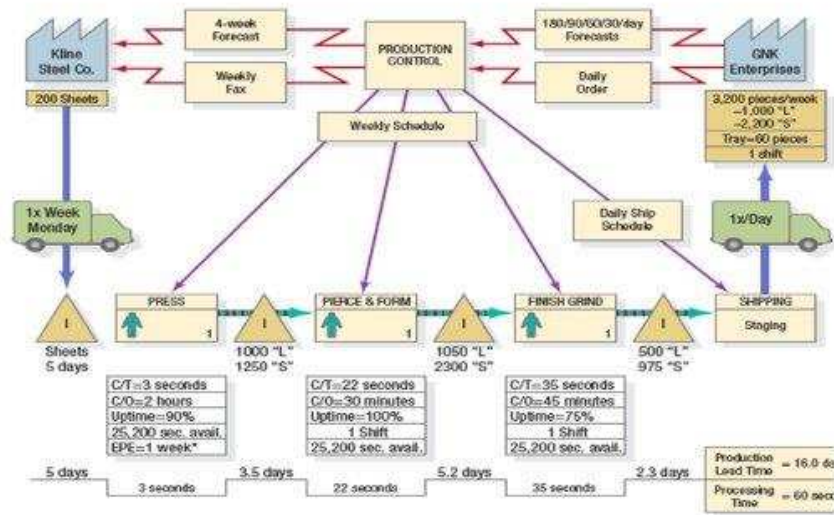 Kline
Steel Co.
200 Sheets
4-week
Forecast
Weekly
Fax
PRODUCTION
CONTROL
180/90/60/30/day
Forecasts
Daily
Order
GNK
Enterprises
3,200 pieces/week
–1,000 "L"
–2,200 "S"
Tray=60 pieces
1 shift
Weekly Schedule
1x Week
Monday
Daily Ship
Schedule
1x/Day
I
Sheets
5 days
PRESS
1
I
1000 "L"
1250 "S"
PIERCE & FORM
1
I
1050 "L"
2300 "S"
FINISH GRIND
1
I
500 "L"
975 "S"
SHIPPING
Staging
C/T=3 seconds
C/O=2 hours
Uptime=90%
25,200 sec. avail.
EPE=1 week*
C/T=22 seconds
C/O=30 minutes
Uptime=100%
1 Shift
25,200 sec. avail.
C/T=35 seconds
C/O=45 minutes
Uptime=75%
1 Shift
25,200 sec. avail.
5 days
3 seconds
3.5 days
22 seconds
5.2 days
35 seconds
2.3 days
Production
Lead Time
= 16.0
Processing
Time
= 60